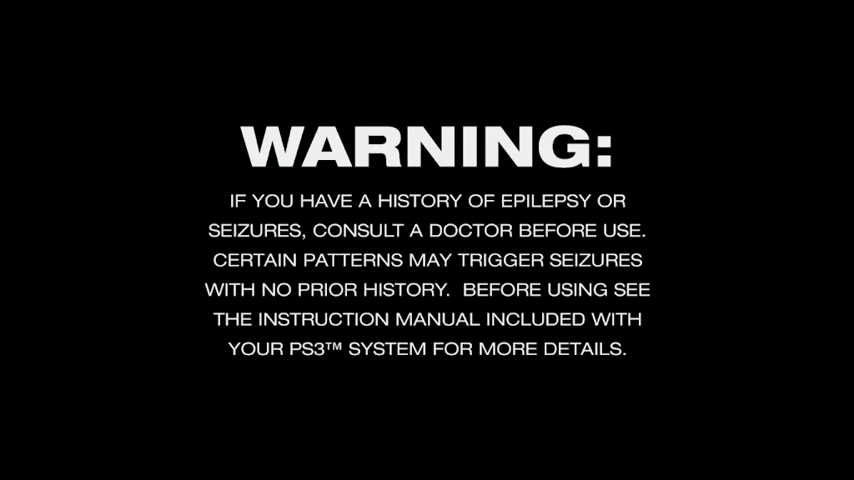 WARNING:
IF YOU HAVE A HISTORY OF EPILEPSY OR
SEIZURES, CONSULT A DOCTOR BEFORE USE.
CERTAIN PATTERNS MAY TRIGGER SEIZURES
WITH NO PRIOR HISTORY.  BEFORE USING SEE
THE INSTRUCTION MANUAL INCLUDED WITH
YOUR PS3™ SYSTEM FOR MORE DETAILS.